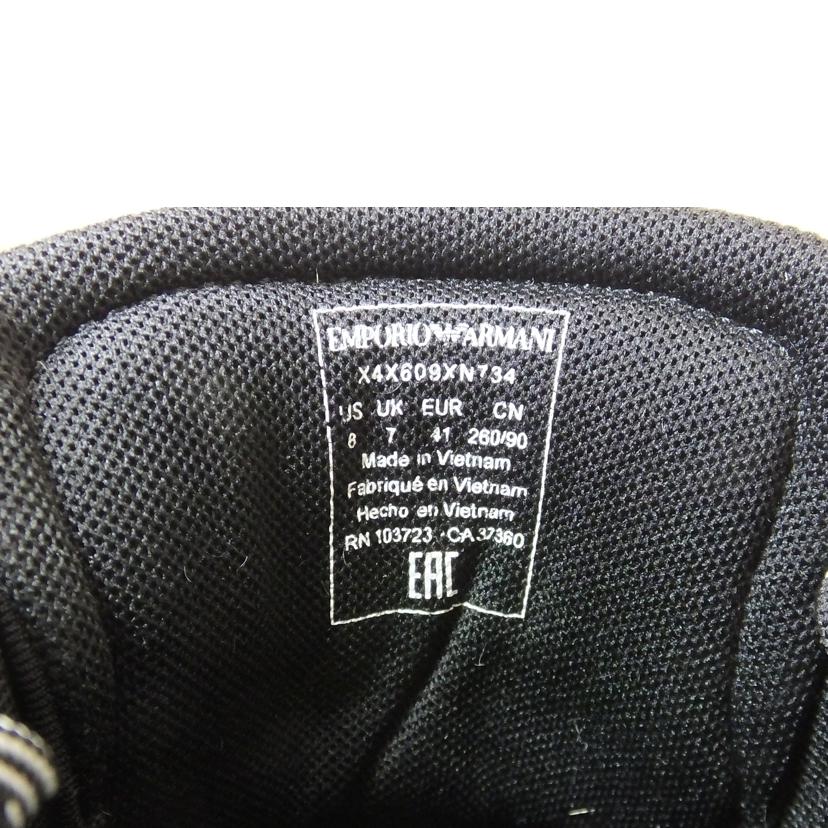 EMPORIO ARMANI
X4X609XN734
US UK EUR CN
8 7 41 260/90
Made in Vietnam
Fabriqué en Vietnam
Hecho en Vietnam
RN 103723 · CA 37360
EAC